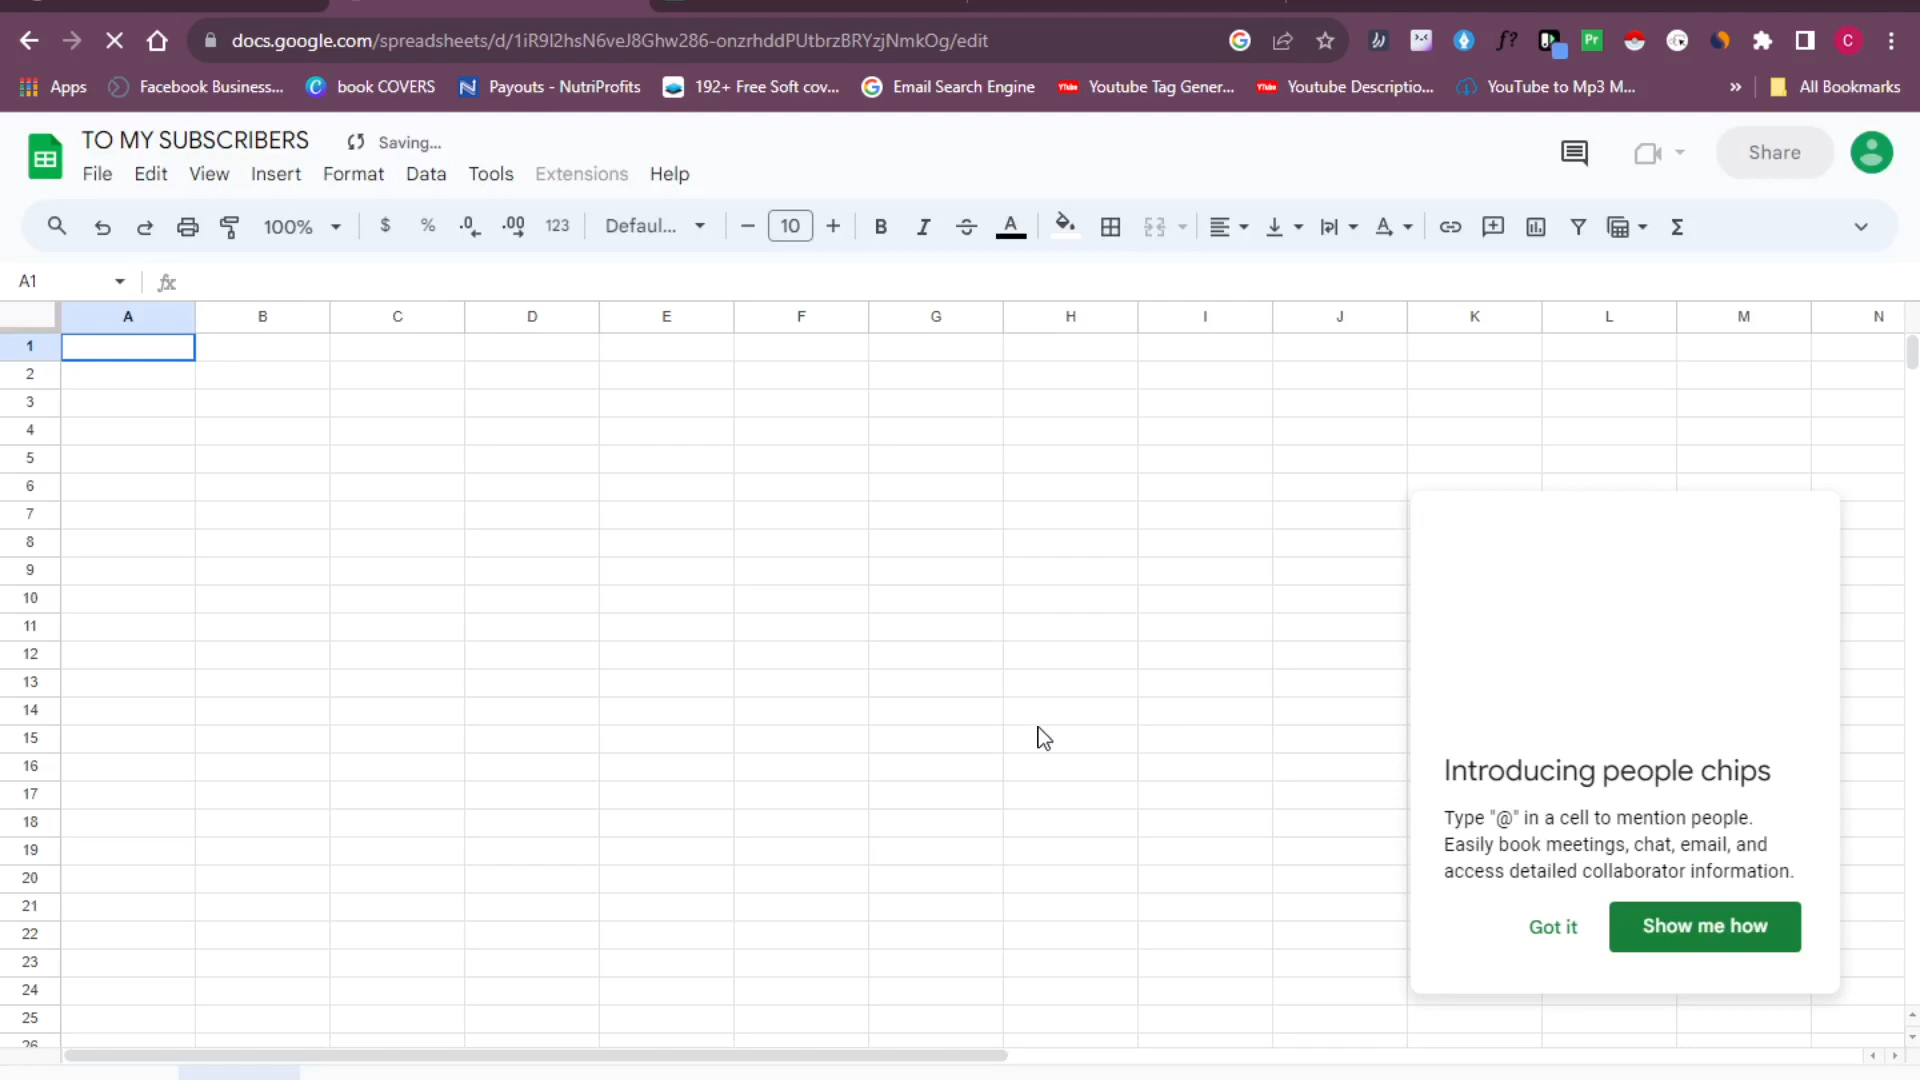 docs.google.com/spreadsheets/d/1iR9l2hsN6veJ8Ghw286-onzrhddPUtbrzBRYzjNmkOg/edit
C
Apps Facebook Business... book COVERS Payouts - NutriProfits 192+ Free Soft cov... Email Search Engine Youtube Tag Gener... Youtube Descriptio... YouTube to Mp3 M... » All Bookmarks
TO MY SUBSCRIBERS Saving...
Share
File Edit View Insert Format Data Tools Extensions Help
100% $ % .0 .00 123 Defaul... − 10 + B I S A Σ
A1 fx
A B C D E F G H I J K L M N
1
2
3
4
5
6
7
8
9
10
11
12
13
14
15
16
17
18
19
20
21
22
23
24
25
26
Introducing people chips
Type "@" in a cell to mention people.
Easily book meetings, chat, email, and
access detailed collaborator information.
Got it Show me how